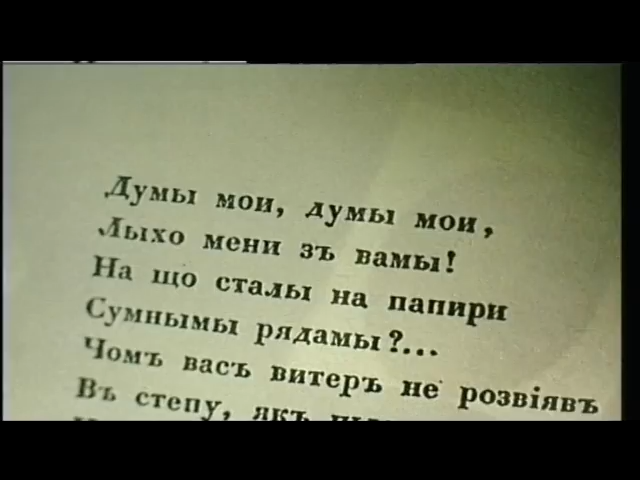 Думы мои, думы мои,
Лыхо мени зъ вамы!
На що сталы на папири
Сумнымы рядамы?...
Чомъ васъ витеръ не розвіявъ
Въ степу, якъ